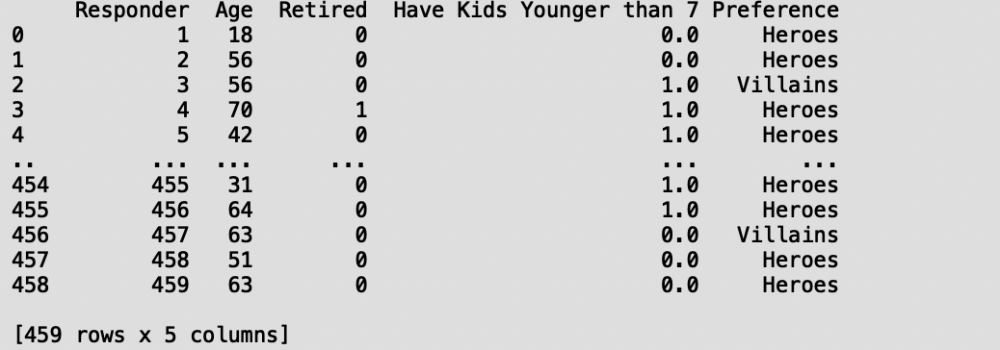 Responder  Age  Retired  Have Kids Younger than 7 Preference
0            1   18        0                       0.0     Heroes
1            2   56        0                       0.0     Heroes
2            3   56        0                       1.0   Villains
3            4   70        1                       1.0     Heroes
4            5   42        0                       1.0     Heroes
..         ...  ...      ...                       ...        ...
454        455   31        0                       1.0     Heroes
455        456   64        0                       1.0     Heroes
456        457   63        0                       0.0   Villains
457        458   51        0                       0.0     Heroes
458        459   63        0                       0.0     Heroes
[459 rows x 5 columns]